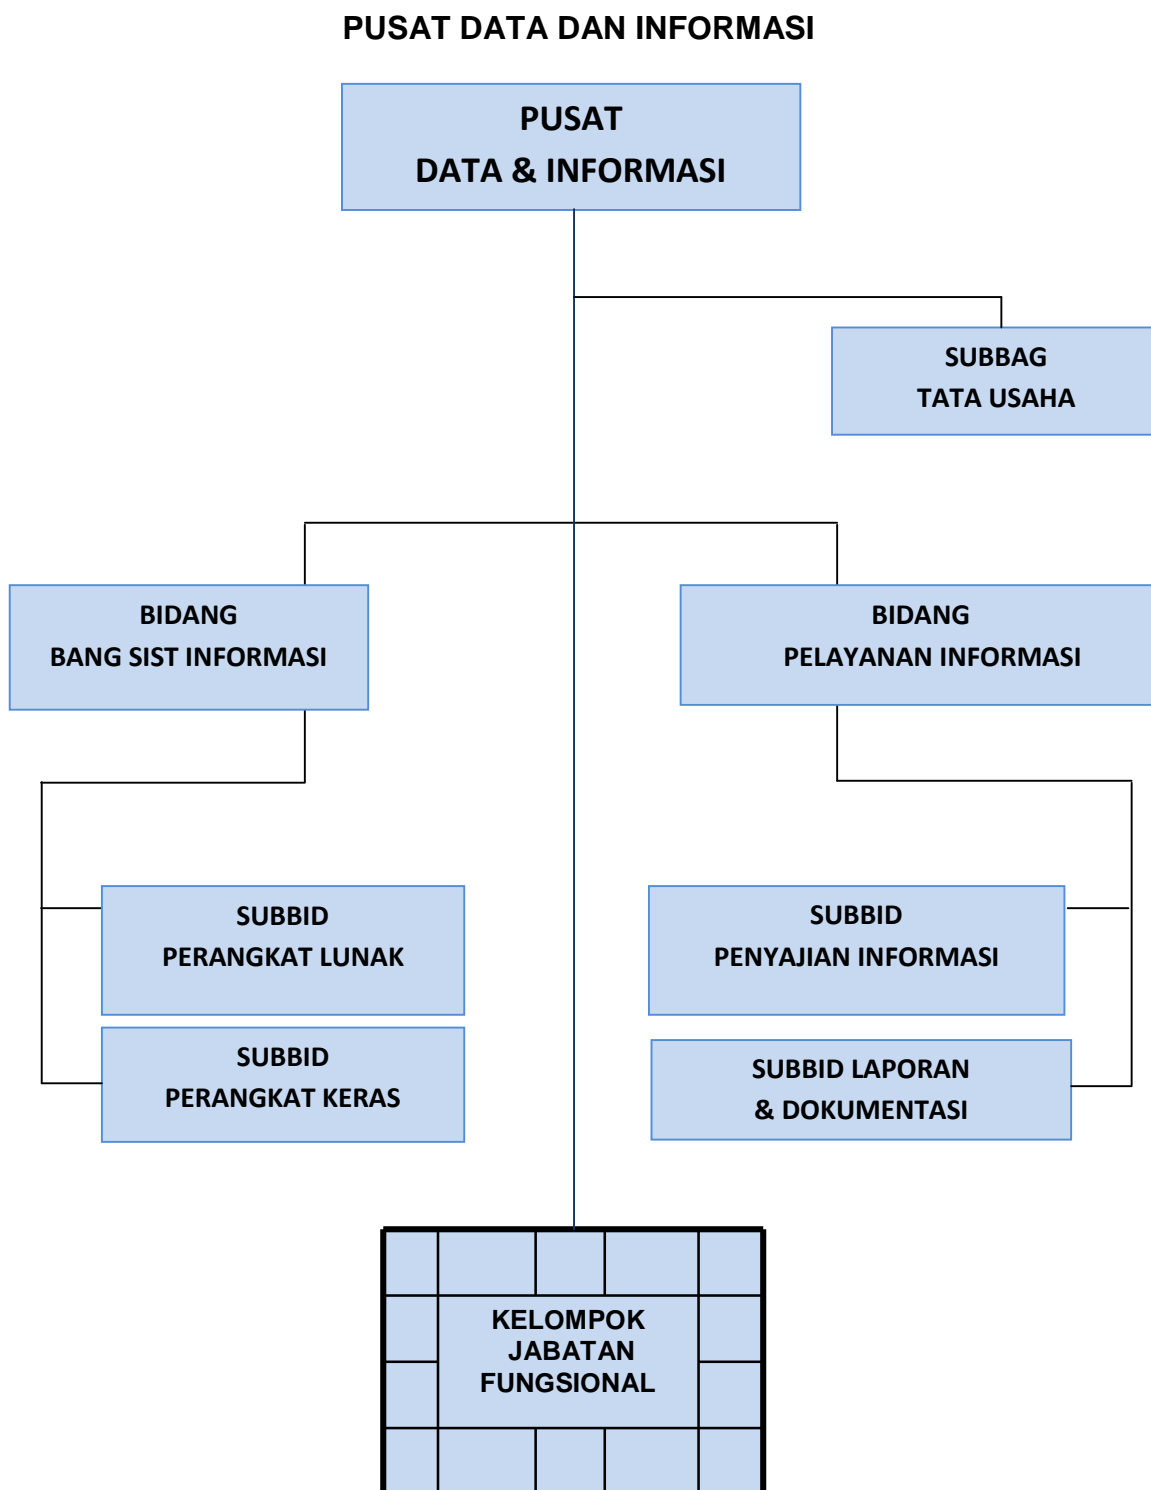 PUSAT DATA DAN INFORMASI
PUSAT
DATA & INFORMASI
SUBBAG
TATA USAHA
BIDANG
BANG SIST INFORMASI
BIDANG
PELAYANAN INFORMASI
SUBBID
PERANGKAT LUNAK
SUBBID
PENYAJIAN INFORMASI
SUBBID
PERANGKAT KERAS
SUBBID LAPORAN
& DOKUMENTASI
KELOMPOK
JABATAN
FUNGSIONAL